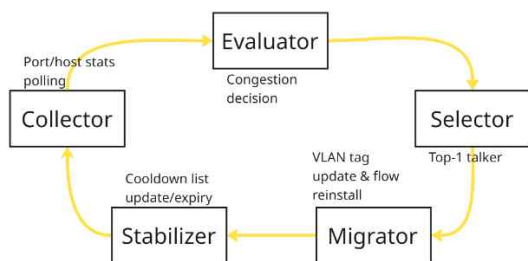 Evaluator
Port/host stats
polling
Congestion
decision
Collector
Selector
Top-1 talker
VLAN tag
update & flow
reinstall
Cooldown list
update/expiry
Stabilizer
Migrator